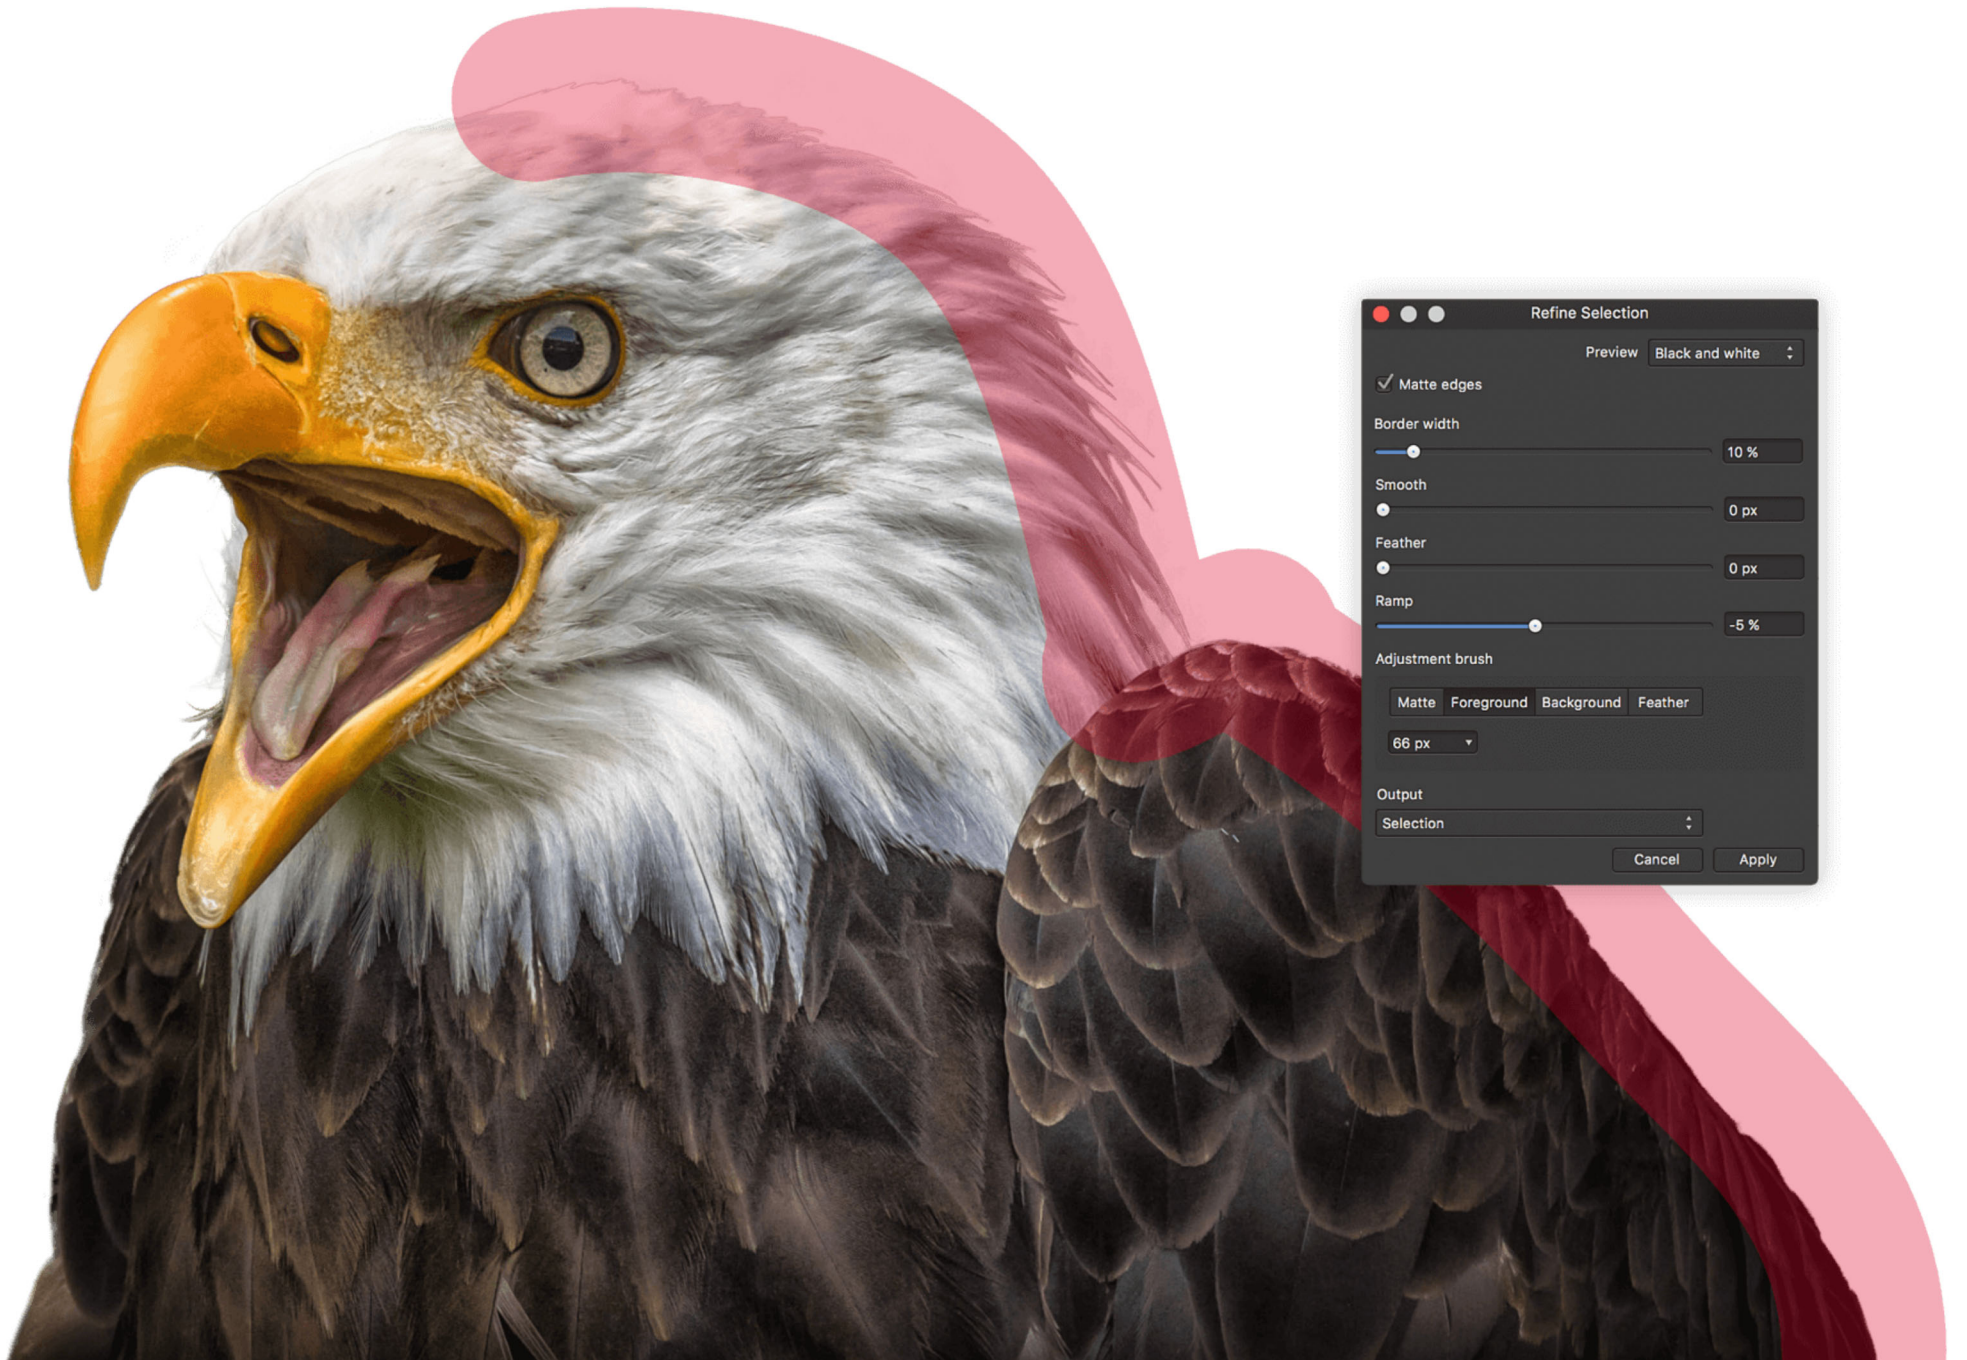 Refine Selection
Preview Black and white
Matte edges
Border width
10 %
Smooth
0 px
Feather
0 px
Ramp
-5 %
Adjustment brush
Matte Foreground Background Feather
66 px
Output
Selection
Cancel Apply